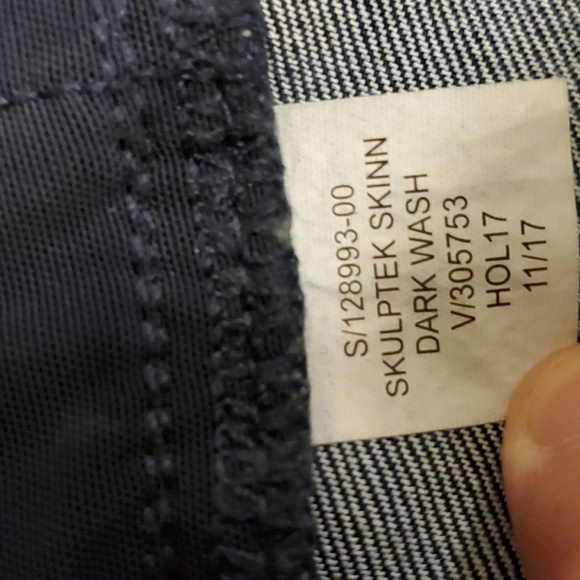 S/128993-00
SKULPTEK SKINN
DARK WASH
V/305753
HOL17
11/17